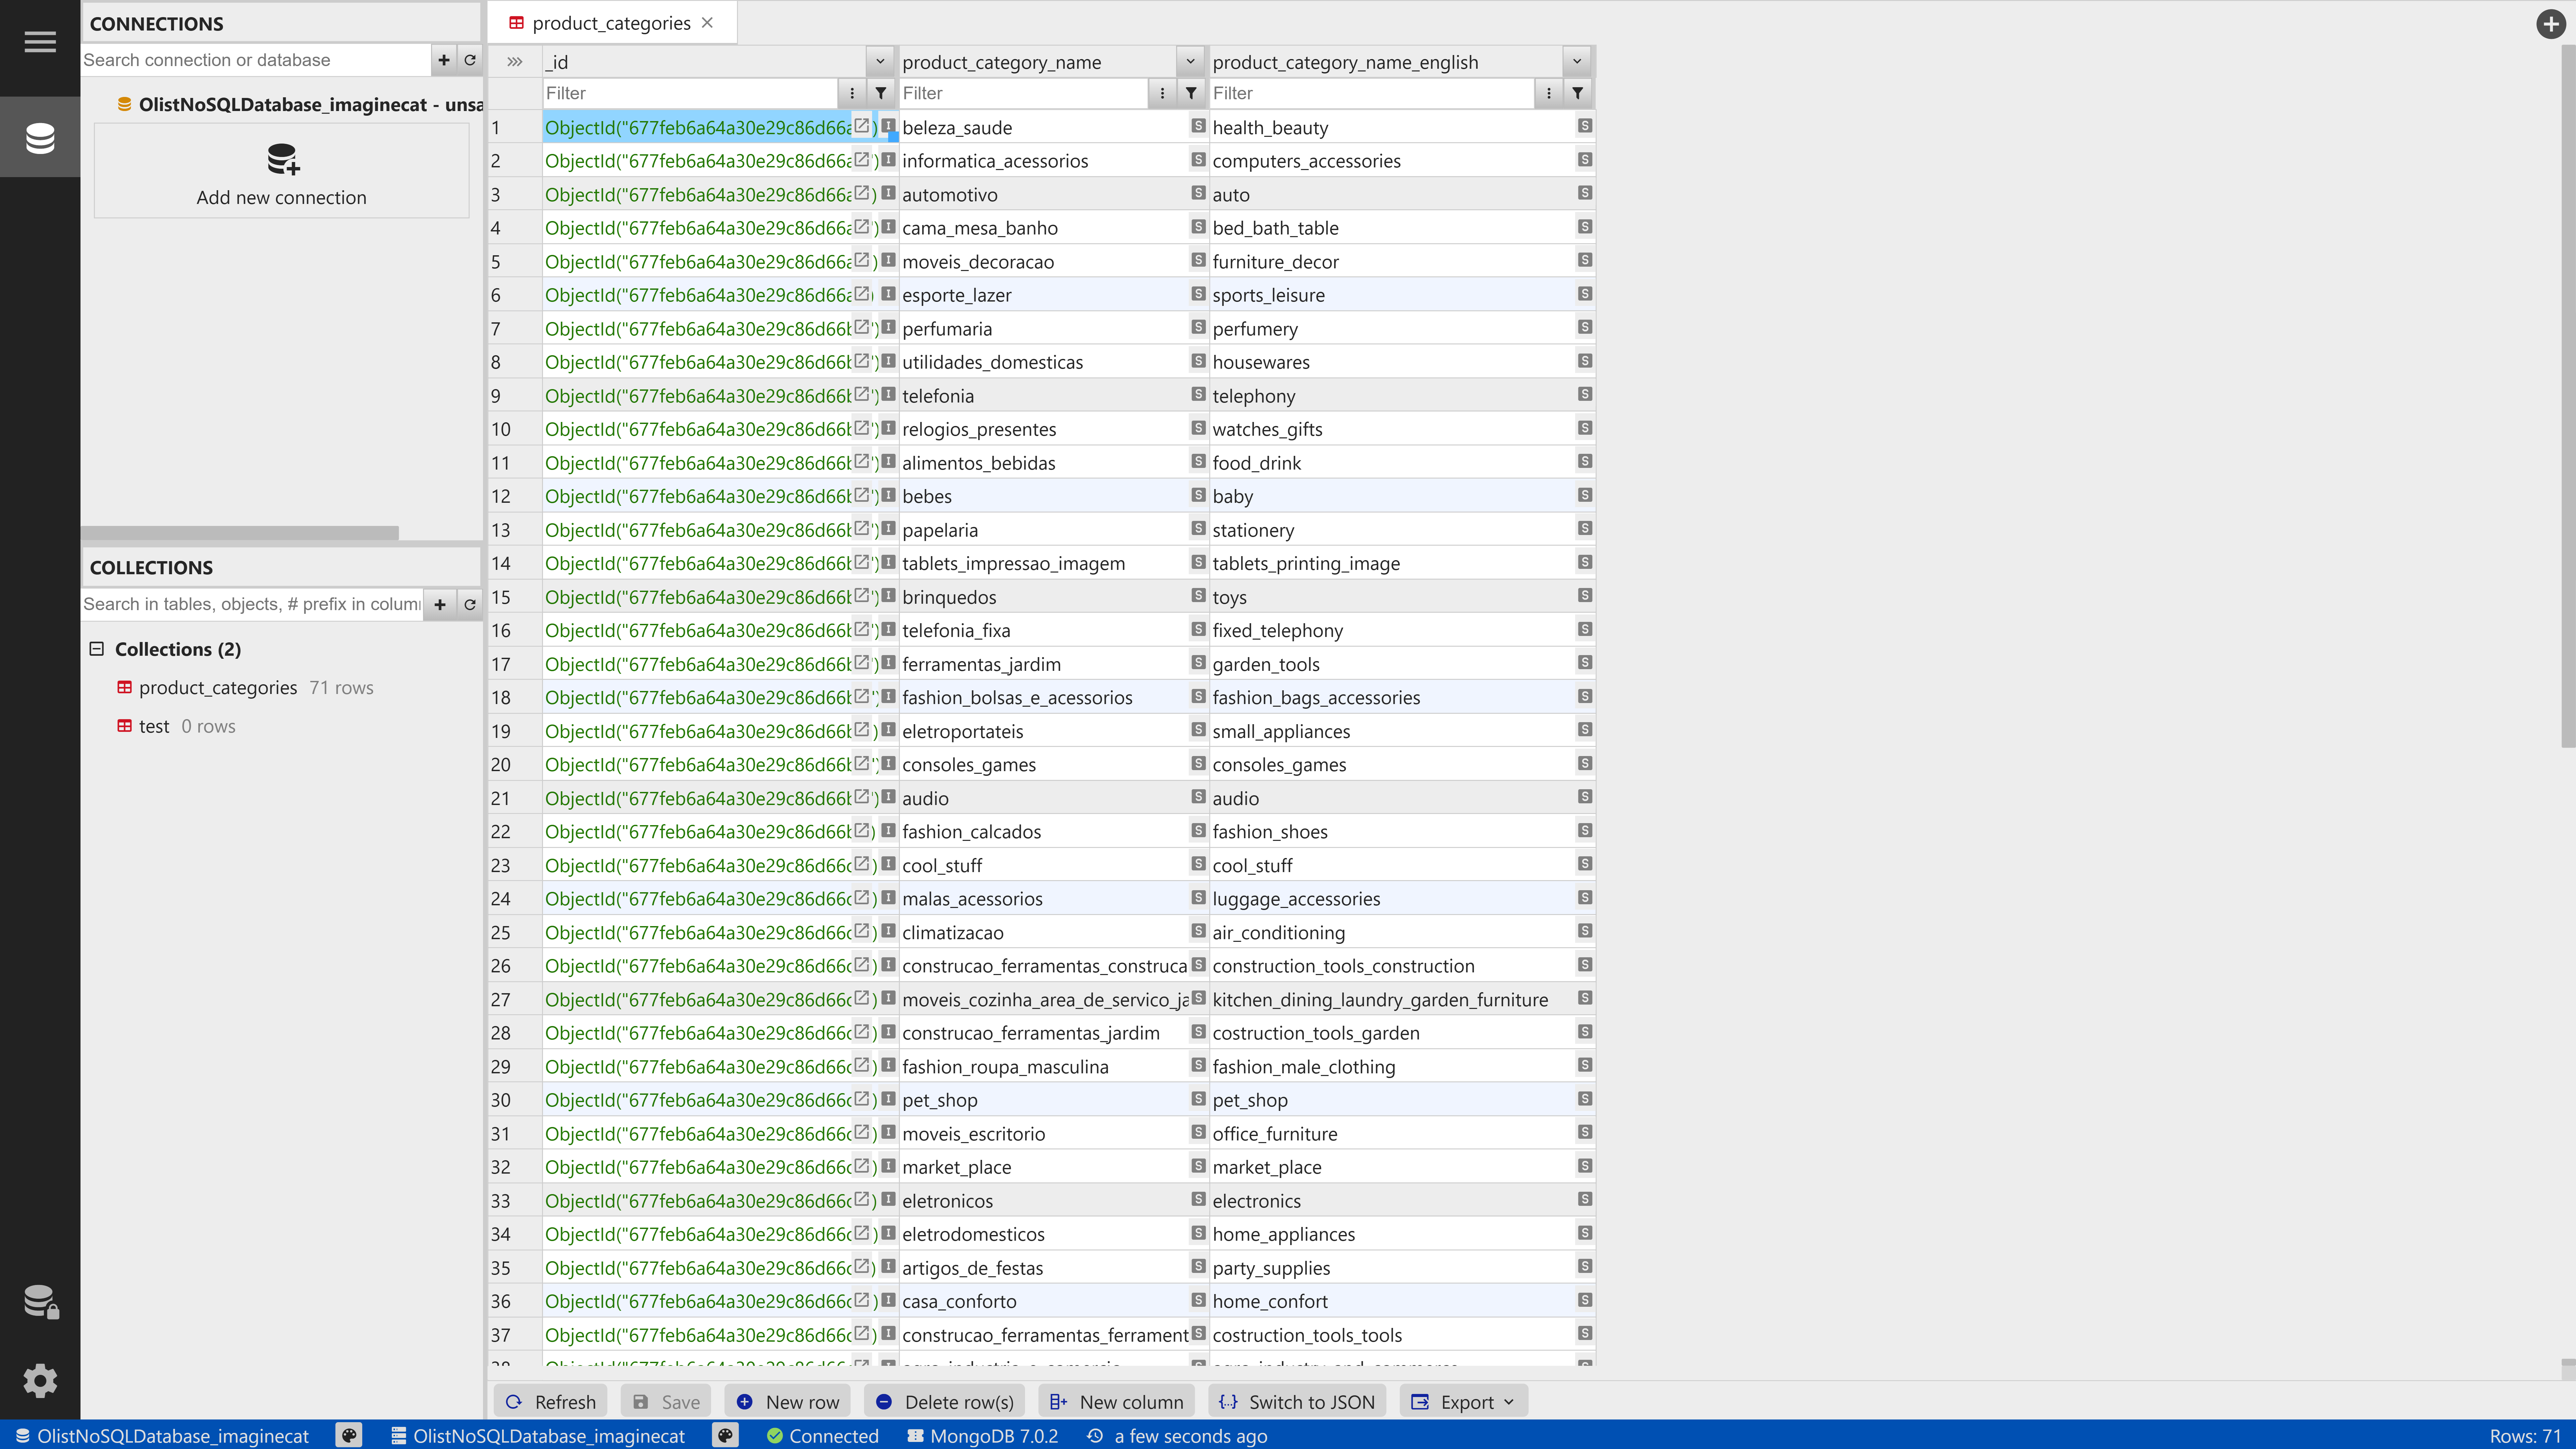 CONNECTIONS
Search connection or database
OlistNoSQLDatabase_imaginecat - unsa
Add new connection
COLLECTIONS
Search in tables, objects, # prefix in colum
Collections (2)
product_categories 71 rows
test 0 rows
product_categories
_id product_category_name product_category_name_english
Filter Filter Filter
1 ObjectId("677feb6a64a30e29c86d66a ) I beleza_saude S health_beauty S
2 ObjectId("677feb6a64a30e29c86d66a ") I informatica_acessorios S computers_accessories S
3 ObjectId("677feb6a64a30e29c86d66a ) I automotivo S auto S
4 ObjectId("677feb6a64a30e29c86d66a ") I cama_mesa_banho S bed_bath_table S
5 ObjectId("677feb6a64a30e29c86d66a ) I moveis_decoracao S furniture_decor S
6 ObjectId("677feb6a64a30e29c86d66a ) I esporte_lazer S sports_leisure S
7 ObjectId("677feb6a64a30e29c86d66b ") I perfumaria S perfumery S
8 ObjectId("677feb6a64a30e29c86d66b ") I utilidades_domesticas S housewares S
9 ObjectId("677feb6a64a30e29c86d66b ") I telefonia S telephony S
10 ObjectId("677feb6a64a30e29c86d66b ") I relogios_presentes S watches_gifts S
11 ObjectId("677feb6a64a30e29c86d66b ") I alimentos_bebidas S food_drink S
12 ObjectId("677feb6a64a30e29c86d66b ") I bebes S baby S
13 ObjectId("677feb6a64a30e29c86d66b ") I papelaria S stationery S
14 ObjectId("677feb6a64a30e29c86d66b ") I tablets_impressao_imagem S tablets_printing_image S
15 ObjectId("677feb6a64a30e29c86d66b ") I brinquedos S toys S
16 ObjectId("677feb6a64a30e29c86d66b ") I telefonia_fixa S fixed_telephony S
17 ObjectId("677feb6a64a30e29c86d66b ") I ferramentas_jardim S garden_tools S
18 ObjectId("677feb6a64a30e29c86d66b ") I fashion_bolsas_e_acessorios S fashion_bags_accessories S
19 ObjectId("677feb6a64a30e29c86d66b ") I eletroportateis S small_appliances S
20 ObjectId("677feb6a64a30e29c86d66b ") I consoles_games S consoles_games S
21 ObjectId("677feb6a64a30e29c86d66b ") I audio S audio S
22 ObjectId("677feb6a64a30e29c86d66b ) I fashion_calcados S fashion_shoes S
23 ObjectId("677feb6a64a30e29c86d66c ) I cool_stuff S cool_stuff S
24 ObjectId("677feb6a64a30e29c86d66c ) I malas_acessorios S luggage_accessories S
25 ObjectId("677feb6a64a30e29c86d66c ) I climatizacao S air_conditioning S
26 ObjectId("677feb6a64a30e29c86d66c ) I construcao_ferramentas_construca S construction_tools_construction S
27 ObjectId("677feb6a64a30e29c86d66c ) I moveis_cozinha_area_de_servico_ja S kitchen_dining_laundry_garden_furniture S
28 ObjectId("677feb6a64a30e29c86d66c ) I construcao_ferramentas_jardim S costruction_tools_garden S
29 ObjectId("677feb6a64a30e29c86d66c ) I fashion_roupa_masculina S fashion_male_clothing S
30 ObjectId("677feb6a64a30e29c86d66c ) I pet_shop S pet_shop S
31 ObjectId("677feb6a64a30e29c86d66c ) I moveis_escritorio S office_furniture S
32 ObjectId("677feb6a64a30e29c86d66c ) I market_place S market_place S
33 ObjectId("677feb6a64a30e29c86d66c ) I eletronicos S electronics S
34 ObjectId("677feb6a64a30e29c86d66c ) I eletrodomesticos S home_appliances S
35 ObjectId("677feb6a64a30e29c86d66c ) I artigos_de_festas S party_supplies S
36 ObjectId("677feb6a64a30e29c86d66c ) I casa_conforto S home_confort S
37 ObjectId("677feb6a64a30e29c86d66c ) I construcao_ferramentas_ferrament S costruction_tools_tools S
Refresh Save New row Delete row(s) New column Switch to JSON Export
OlistNoSQLDatabase_imaginecat OlistNoSQLDatabase_imaginecat Connected MongoDB 7.0.2 a few seconds ago Rows: 71